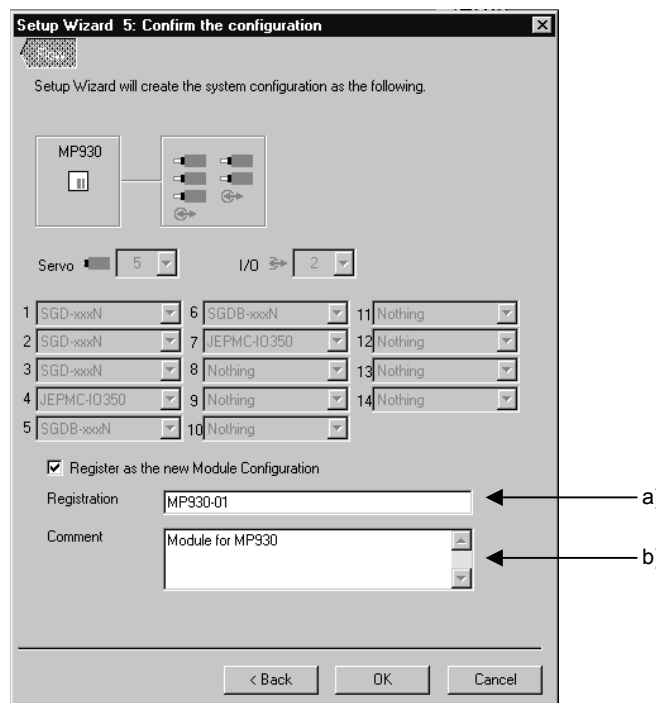 Setup Wizard 5: Confirm the configuration
Setup Wizard will create the system configuration as the following.
MP930
Servo 5 I/O 2
1 SGD-xxxN 6 SGDB-xxxN 11 Nothing
2 SGD-xxxN 7 JEPMC-IO350 12 Nothing
3 SGD-xxxN 8 Nothing 13 Nothing
4 JEPMC-IO350 9 Nothing 14 Nothing
5 SGDB-xxxN 10 Nothing
Register as the new Module Configuration
Registration MP930-01 a)
Comment Module for MP930 b)
< Back OK Cancel